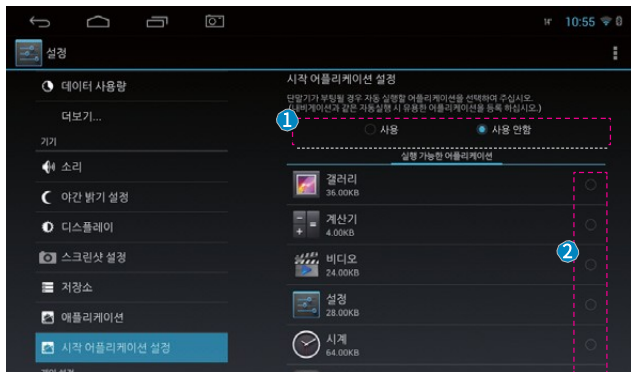 10:55
설정
데이터 사용량
더보기...
기기
소리
야간 밝기 설정
디스플레이
스크린샷 설정
저장소
애플리케이션
시작 어플리케이션 설정
시작 어플리케이션 설정
단말기가 부팅될 경우 자동 실행할 어플리케이션을 선택하여 주십시오.
(내비게이션과 같은 자동실행 시 유용한 어플리케이션을 등록 하십시오.)
1
사용 사용 안함
실행 가능한 어플리케이션
갤러리
36.00KB
계산기
4.00KB
2
비디오
24.00KB
설정
28.00KB
시계
64.00KB